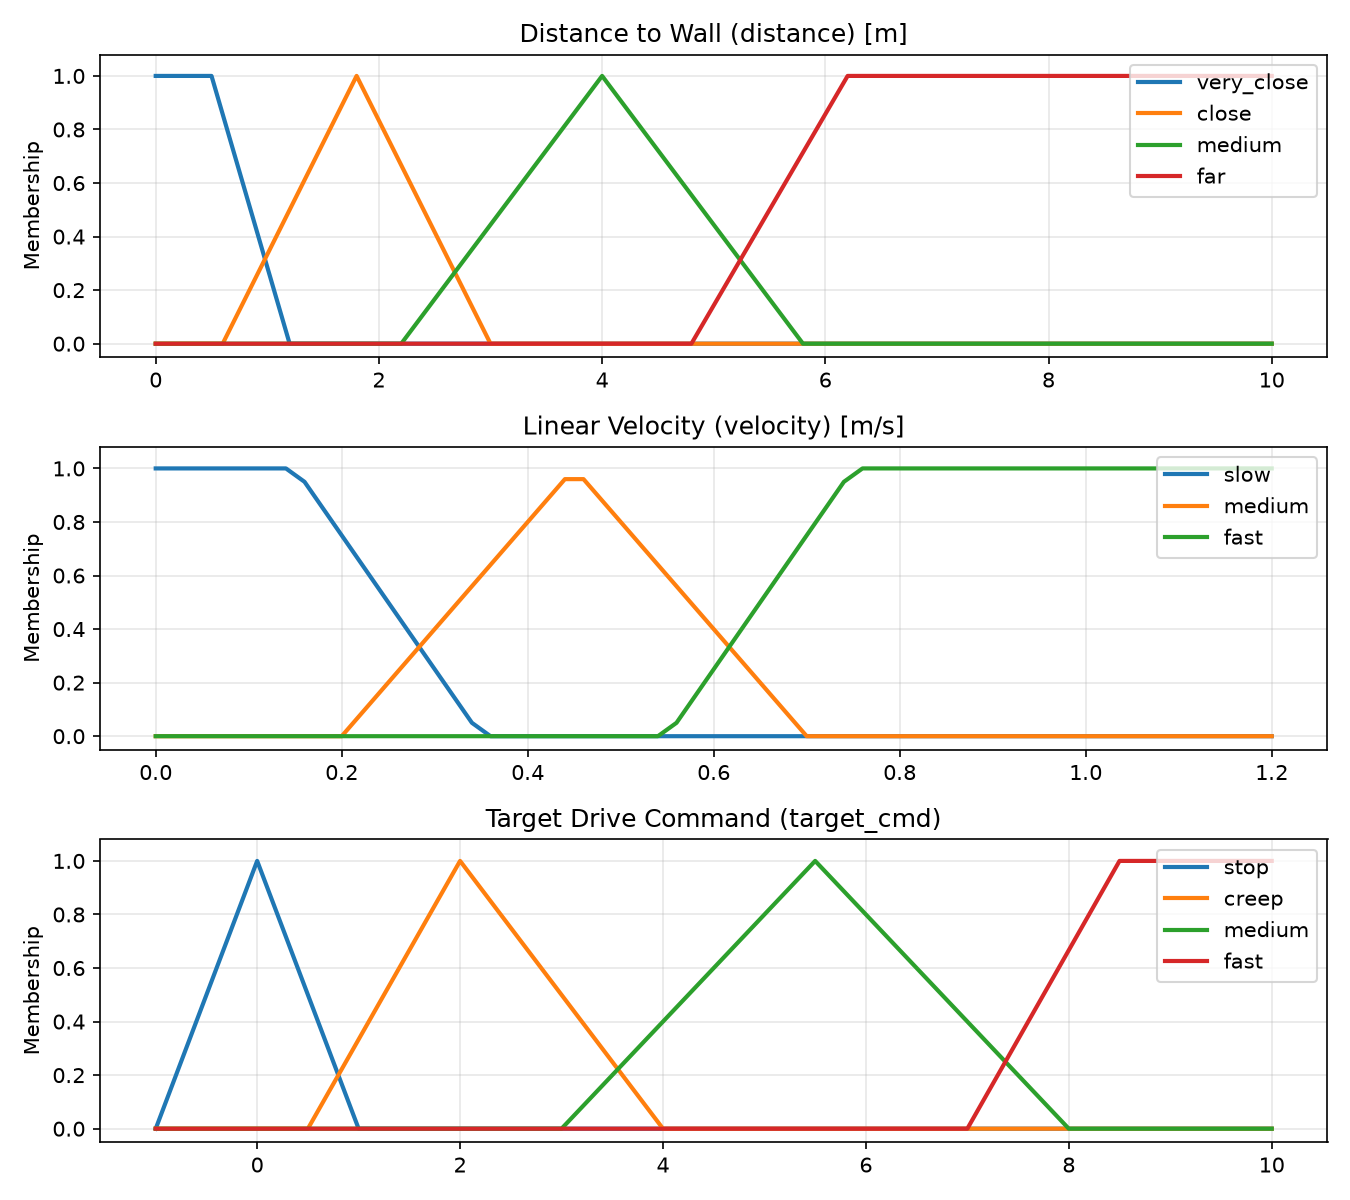 Distance to Wall (distance) [m]
Membership
1.0
0.8
0.6
0.4
0.2
0.0
very_close
close
medium
far
0 2 4 6 8 10
Linear Velocity (velocity) [m/s]
Membership
1.0
0.8
0.6
0.4
0.2
0.0
slow
medium
fast
0.0 0.2 0.4 0.6 0.8 1.0 1.2
Target Drive Command (target_cmd)
Membership
1.0
0.8
0.6
0.4
0.2
0.0
stop
creep
medium
fast
0 2 4 6 8 10